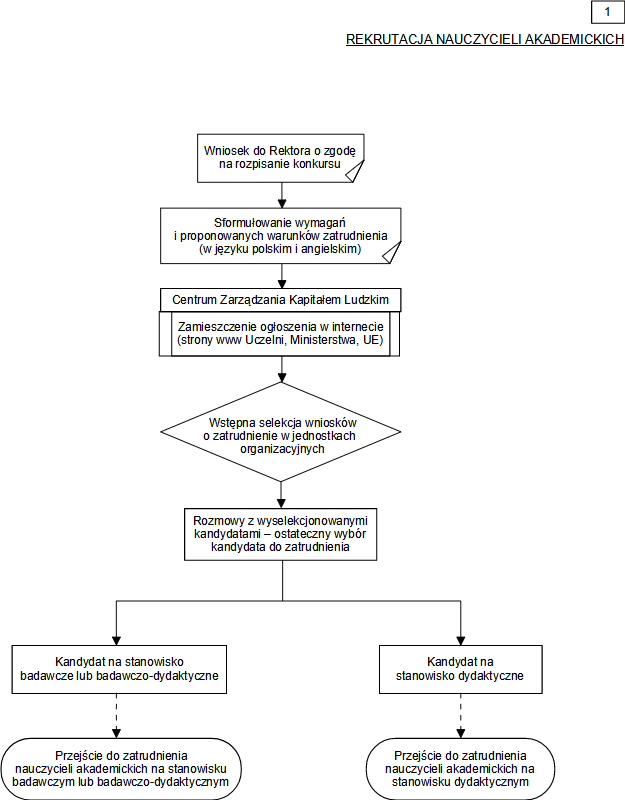 1
REKRUTACJA NAUCZYCIELI AKADEMICKICH
Wniosek do Rektora o zgodę
na rozpisanie konkursu
Sformułowanie wymagań
i proponowanych warunków zatrudnienia
(w języku polskim i angielskim)
Centrum Zarządzania Kapitałem Ludzkim
Zamieszczenie ogłoszenia w internecie
(strony www Uczelni, Ministerstwa, UE)
Wstępna selekcja wniosków
o zatrudnienie w jednostkach
organizacyjnych
Rozmowy z wyselekcjonowanymi
kandydatami – ostateczny wybór
kandydata do zatrudnienia
Kandydat na stanowisko
badawcze lub badawczo-dydaktyczne
Kandydat na
stanowisko dydaktyczne
Przejście do zatrudnienia
nauczycieli akademickich na stanowisku
badawczym lub badawczo-dydaktycznym
Przejście do zatrudnienia
nauczycieli akademickich na
stanowisku dydaktycznym